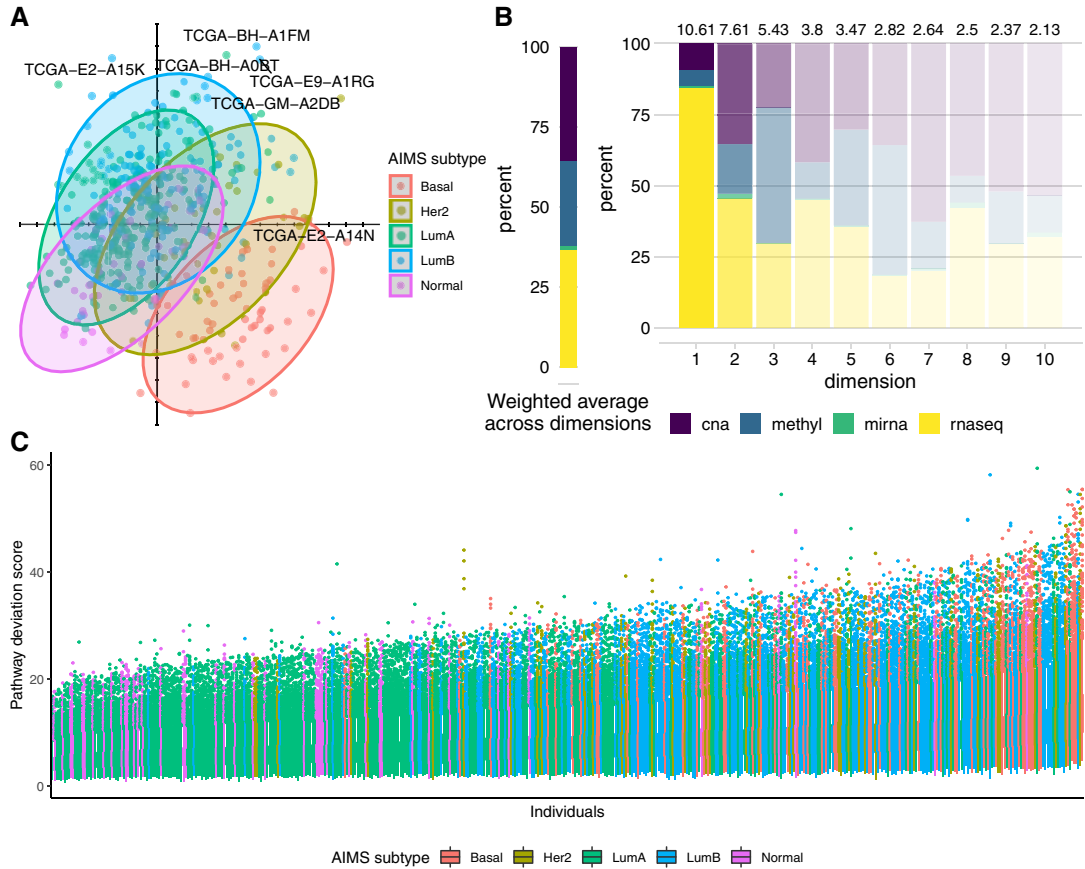 A
TCGA-BH-A1FM
TCGA-E2-A15K
TCGA-BH-A0BT
TCGA-E9-A1RG
TCGA-GM-A2DB
TCGA-E2-A14N
AIMS subtype
Basal
Her2
LumA
LumB
Normal
B
100
75
50
25
0
percent
Weighted average
across dimensions
10.61 7.61 5.43 3.8 3.47 2.82 2.64 2.5 2.37 2.13
100
75
50
25
0
percent
1 2 3 4 5 6 7 8 9 10
dimension
cna methyl mirna rnaseq
C
60
40
20
0
Pathway deviation score
Individuals
AIMS subtype Basal Her2 LumA LumB Normal